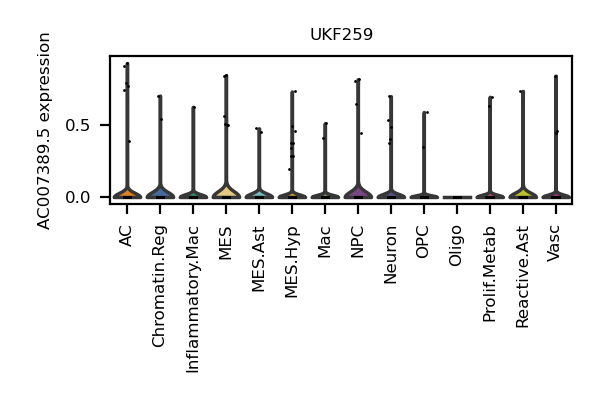 UKF259
AC007389.5 expression
0.5
0.0
AC
Chromatin.Reg
Inflammatory.Mac
MES
MES.Ast
MES.Hyp
Mac
NPC
Neuron
OPC
Oligo
Prolif.Metab
Reactive.Ast
Vasc